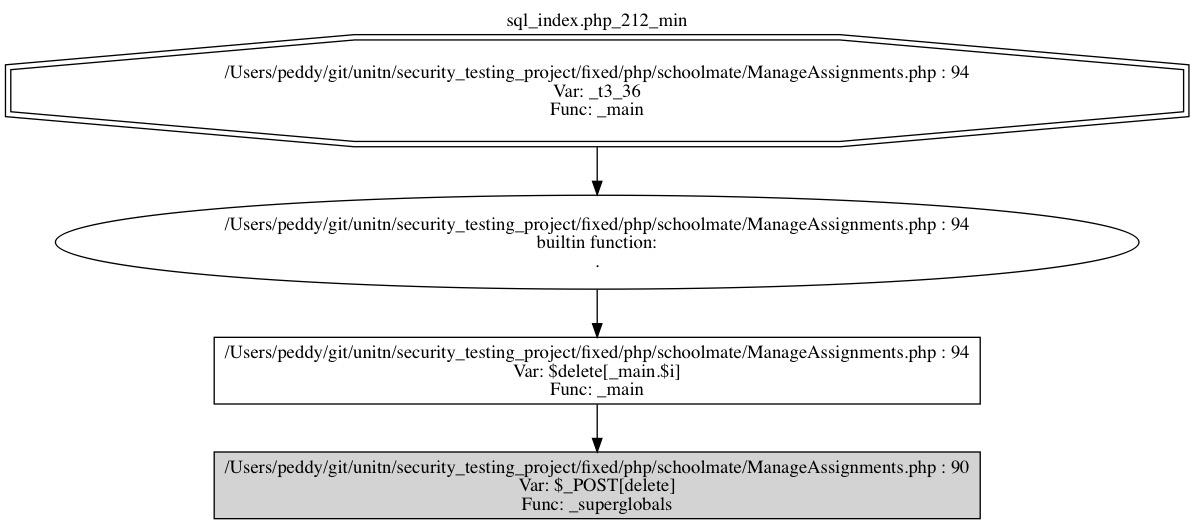 sql_index.php_212_min
/Users/peddy/git/unitn/security_testing_project/fixed/php/schoolmate/ManageAssignments.php : 94
Var: _t3_36
Func: _main
/Users/peddy/git/unitn/security_testing_project/fixed/php/schoolmate/ManageAssignments.php : 94
builtin function:
.
/Users/peddy/git/unitn/security_testing_project/fixed/php/schoolmate/ManageAssignments.php : 94
Var: $delete[_main.$i]
Func: _main
/Users/peddy/git/unitn/security_testing_project/fixed/php/schoolmate/ManageAssignments.php : 90
Var: $_POST[delete]
Func: _superglobals